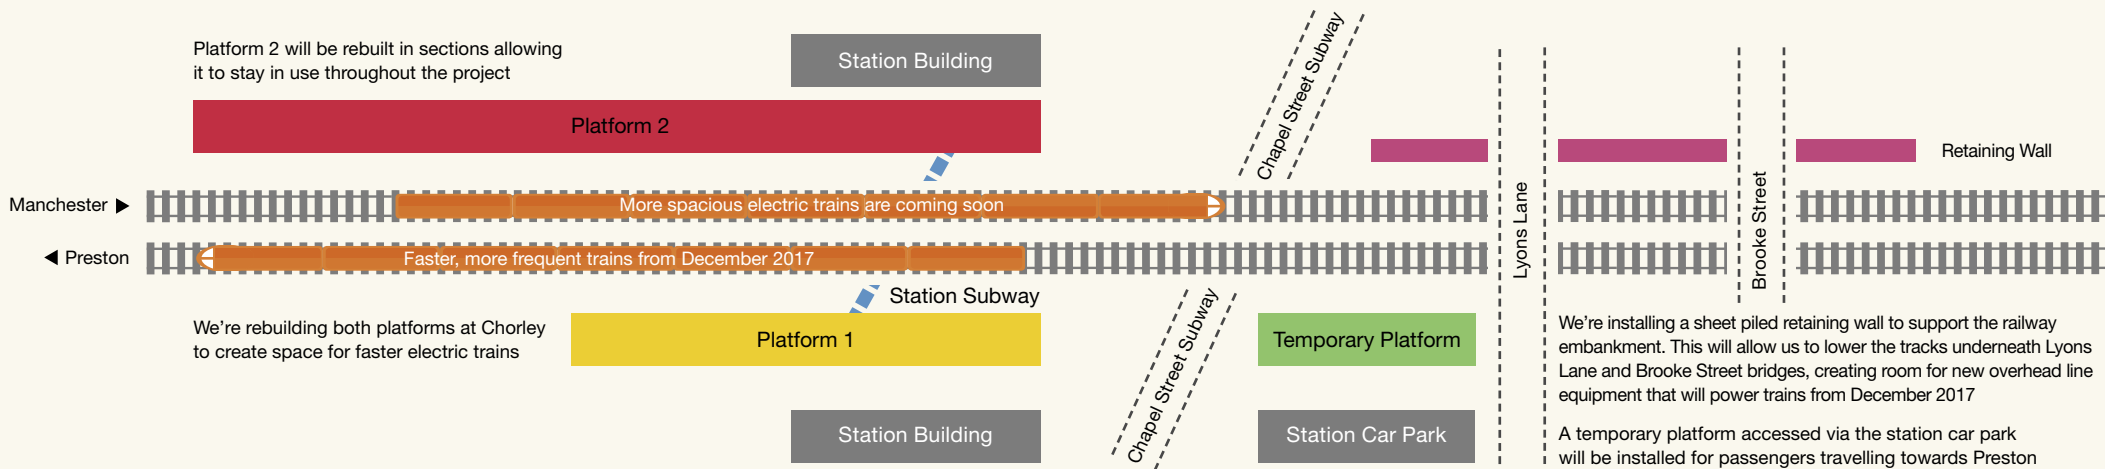 Platform 2 will be rebuilt in sections allowing
it to stay in use throughout the project
Station Building
Chapel Street Subway
Platform 2
Retaining Wall
Manchester ▶
More spacious electric trains are coming soon
Lyons Lane
Brooke Street
◀ Preston
Faster, more frequent trains from December 2017
Station Subway
Chapel Street Subway
We’re rebuilding both platforms at Chorley
to create space for faster electric trains
Platform 1
Temporary Platform
Station Building
Station Car Park
We’re installing a sheet piled retaining wall to support the railway
embankment. This will allow us to lower the tracks underneath Lyons
Lane and Brooke Street bridges, creating room for new overhead line
equipment that will power trains from December 2017
A temporary platform accessed via the station car park
will be installed for passengers travelling towards Preston